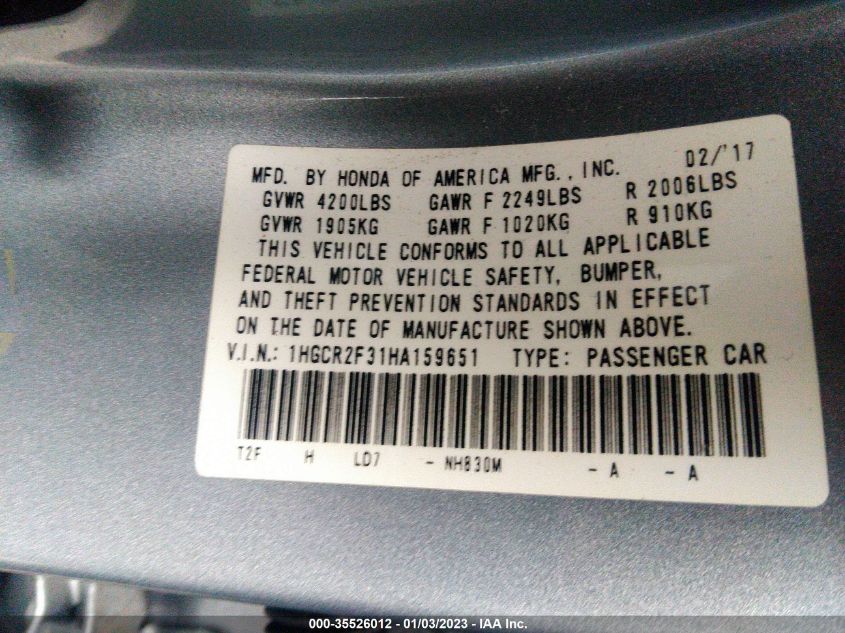 MFD. BY HONDA OF AMERICA MFG., INC. 02/'17
GVWR 4200LBS GAWR F 2249LBS R 2006LBS
GVWR 1905KG GAWR F 1020KG R 910KG
THIS VEHICLE CONFORMS TO ALL APPLICABLE
FEDERAL MOTOR VEHICLE SAFETY, BUMPER,
AND THEFT PREVENTION STANDARDS IN EFFECT
ON THE DATE OF MANUFACTURE SHOWN ABOVE.
V.I.N.: 1HGCR2F31HA159651 TYPE: PASSENGER CAR
T2F H LD7 - NH830M - A - A
000-35526012 - 01/03/2023 - IAA Inc.